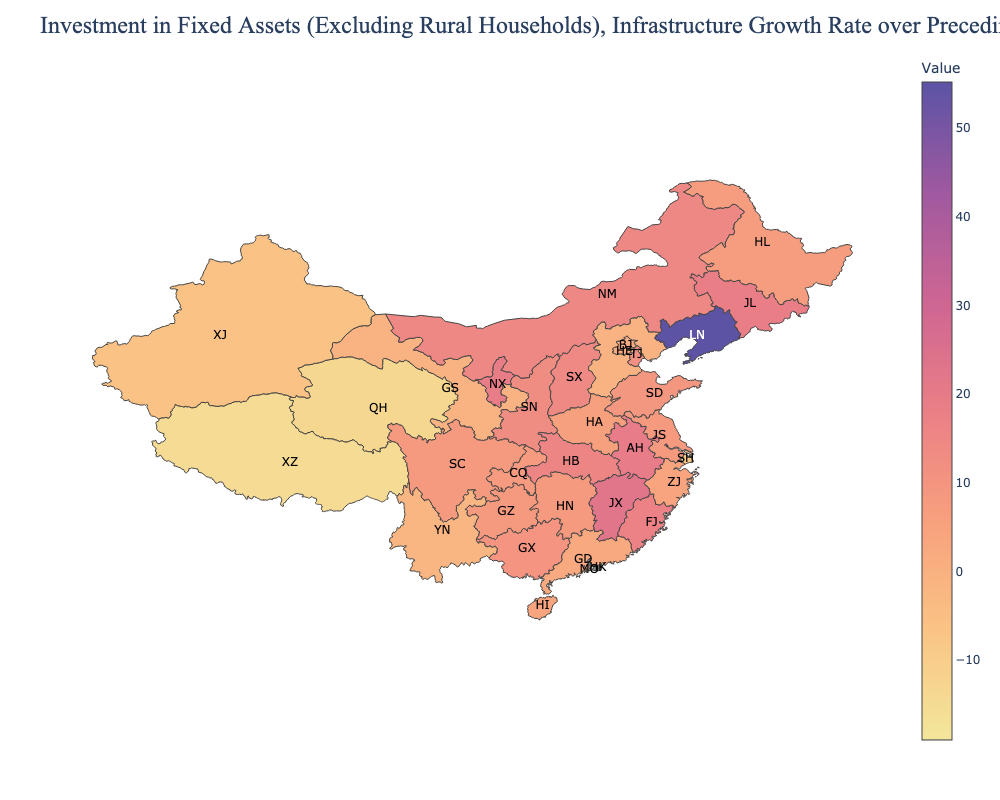 Investment in Fixed Assets (Excluding Rural Households), Infrastructure Growth Rate over Precedi
Value
50
40
30
20
10
0
−10
HL
NM
JL
XJ
LN
BJ
HE
TJ
SX
NX
GS
SD
QH
SN
HA
JS
AH
SH
XZ
SC
HB
CQ
ZJ
JX
HN
GZ
FJ
YN
GX
GD
HK
MO
HI